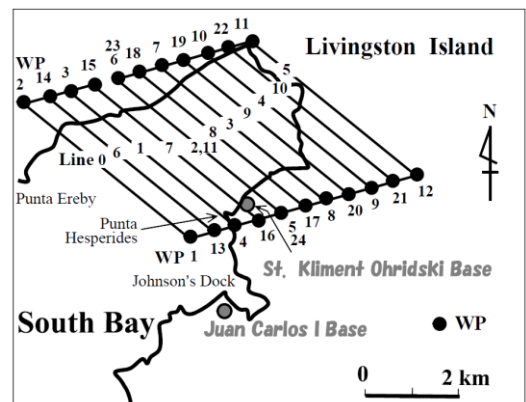 11
22
10
19
7
18
23
6
15
3
14
WP
2
Livingston Island
5
10
4
9
3
8
2,11
7
1
6
Line 0
N
Punta Ereby
12
21
9
20
8
17
5
24
16
4
13
WP
1
Punta
Hesperides
St. Kliment Ohridski Base
Johnson's Dock
South Bay
Juan Carlos I Base
WP
0
2 km